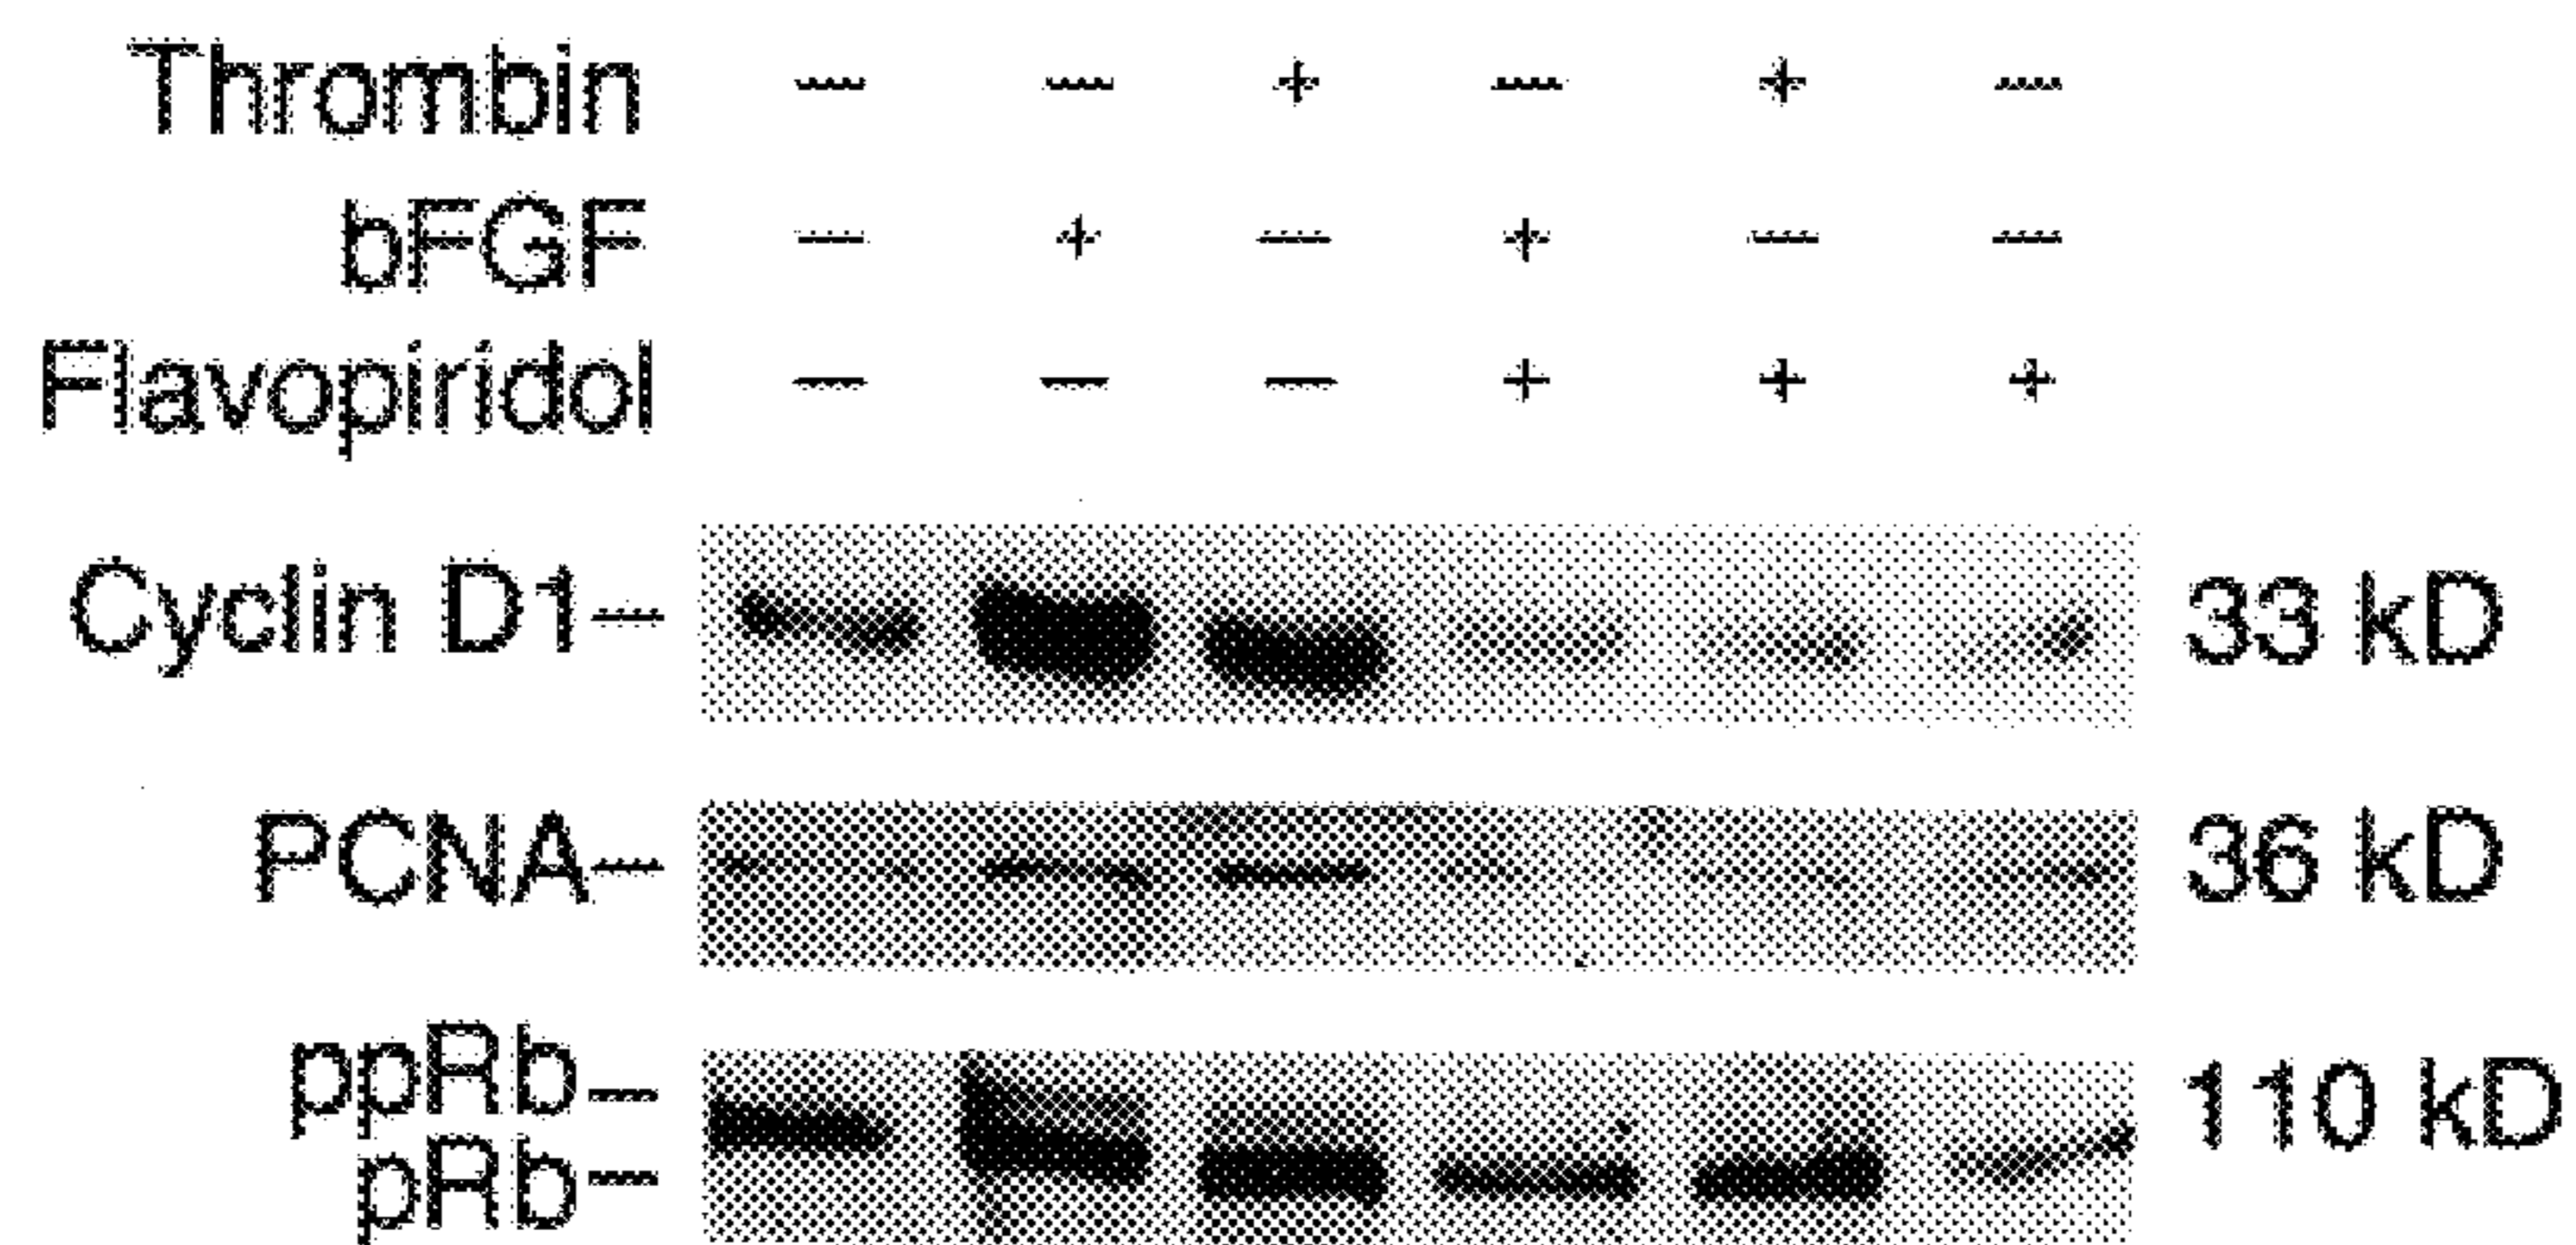 Thrombin − − + − + −
bFGF − + − + − −
Flavopiridol − − − + + +
Cyclin D1− 33 kD
PCNA− 36 kD
ppRb− 110 kD
pRb−